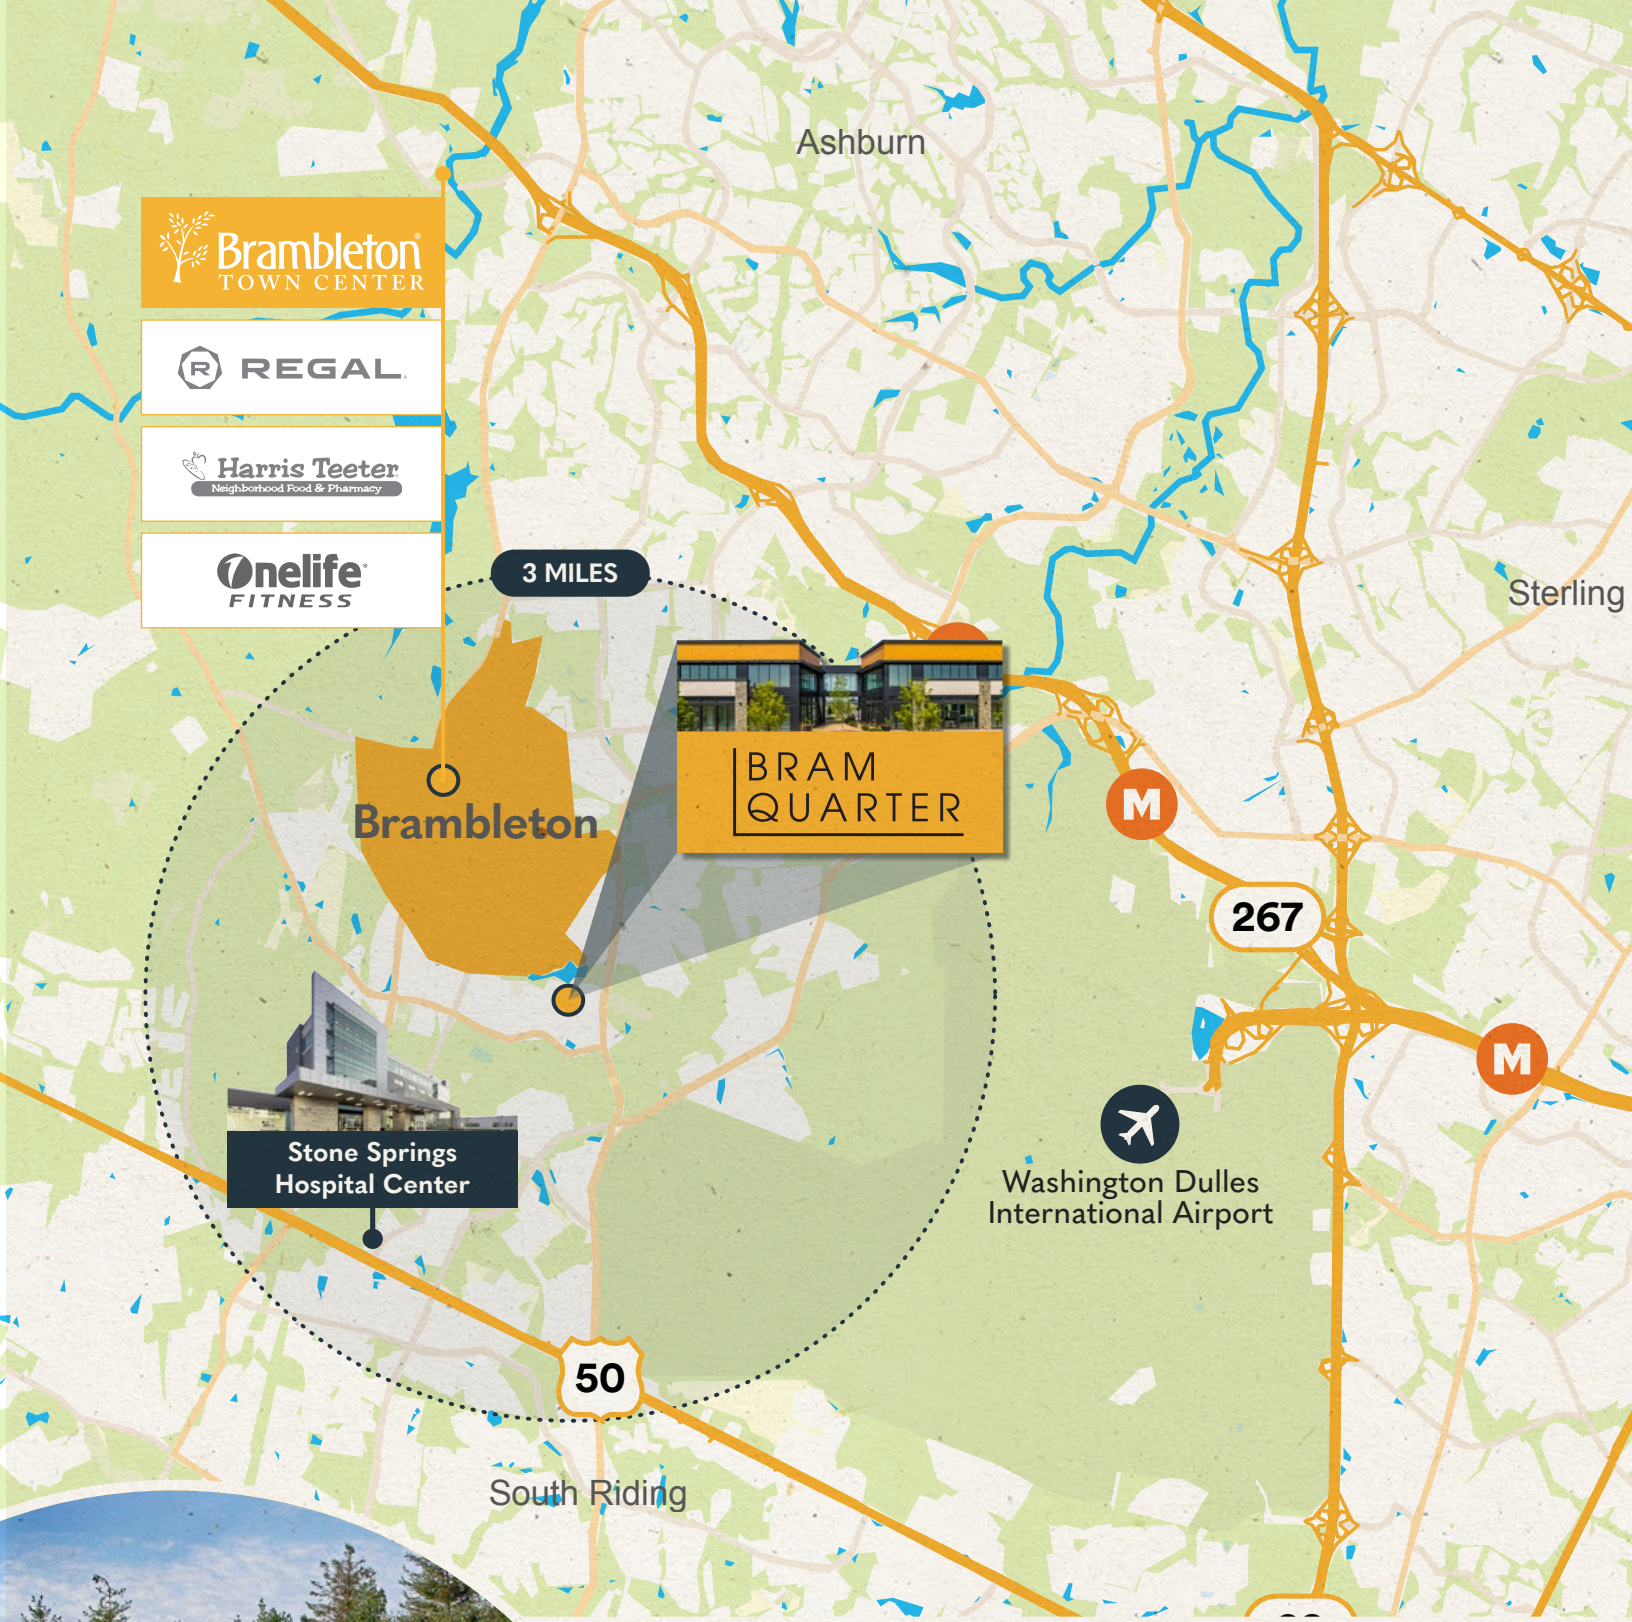 Ashburn
Brambleton®
TOWN CENTER
R REGAL
Harris Teeter
Neighborhood Food & Pharmacy
1nelife®
FITNESS
3 MILES
Sterling
BRAM
QUARTER
Brambleton
M
267
M
Stone Springs
Hospital Center
Washington Dulles
International Airport
50
South Riding